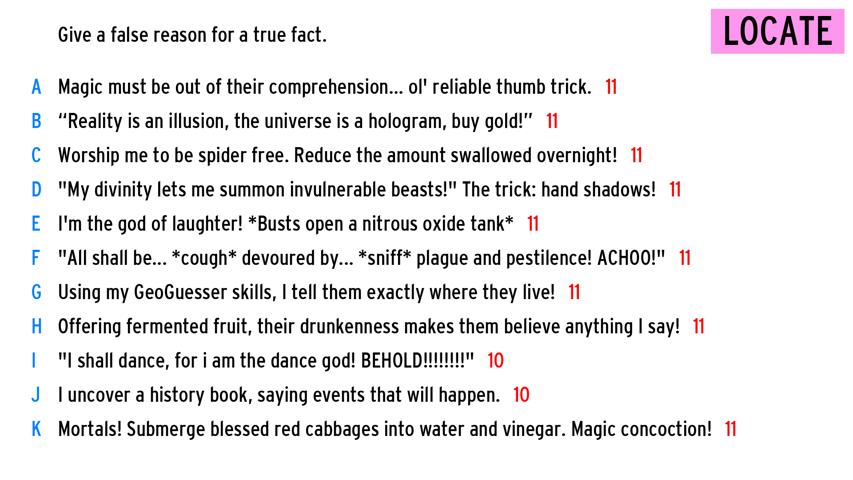 Give a false reason for a true fact.
LOCATE
A Magic must be out of their comprehension... ol' reliable thumb trick. 11
B “Reality is an illusion, the universe is a hologram, buy gold!” 11
C Worship me to be spider free. Reduce the amount swallowed overnight! 11
D "My divinity lets me summon invulnerable beasts!" The trick: hand shadows! 11
E I'm the god of laughter! *Busts open a nitrous oxide tank* 11
F "All shall be... *cough* devoured by... *sniff* plague and pestilence! ACHOO!" 11
G Using my GeoGuesser skills, I tell them exactly where they live! 11
H Offering fermented fruit, their drunkenness makes them believe anything I say! 11
I "I shall dance, for i am the dance god! BEHOLD!!!!!!!!" 10
J I uncover a history book, saying events that will happen. 10
K Mortals! Submerge blessed red cabbages into water and vinegar. Magic concoction! 11